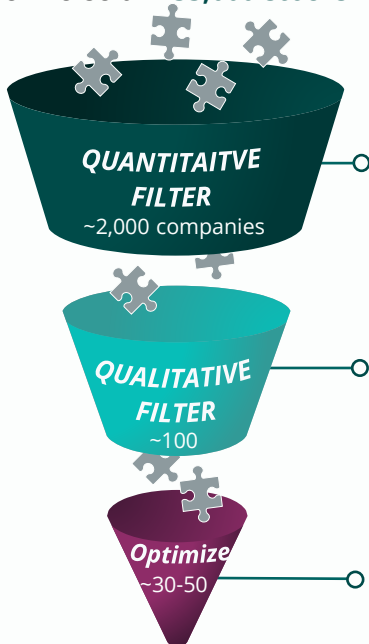 QUANTITAITVE
FILTER
~2,000 companies
QUALITATIVE
FILTER
~100
Optimize
~30-50